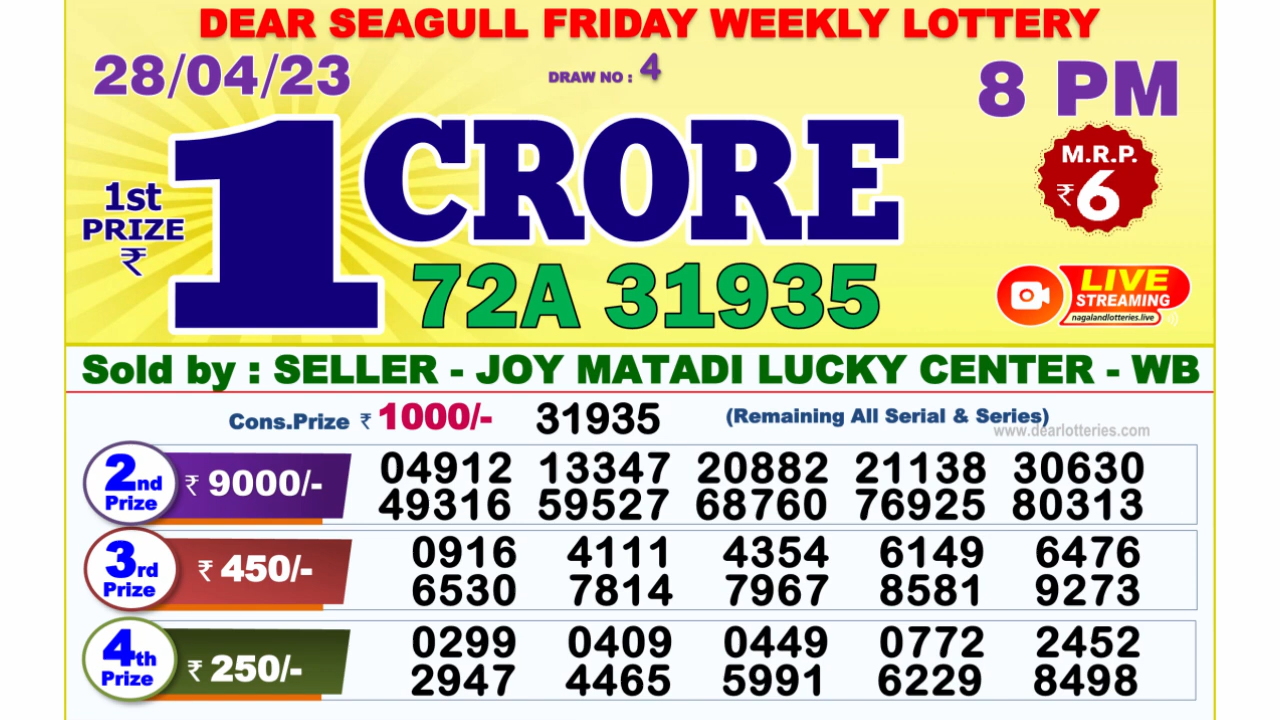 DEAR SEAGULL FRIDAY WEEKLY LOTTERY
28/04/23
DRAW NO : 4
8 PM
1st
PRIZE
₹
1 CRORE
72A 31935
M.R.P.
₹ 6
LIVE
STREAMING
nagalandlotteries.live
Sold by : SELLER - JOY MATADI LUCKY CENTER - WB
Cons.Prize ₹ 1000/- 31935 (Remaining All Serial & Series)
www.dearlotteries.com
2nd
Prize
₹ 9000/-
04912 13347 20882 21138 30630
49316 59527 68760 76925 80313
3rd
Prize
₹ 450/-
0916 4111 4354 6149 6476
6530 7814 7967 8581 9273
4th
Prize
₹ 250/-
0299 0409 0449 0772 2452
2947 4465 5991 6229 8498